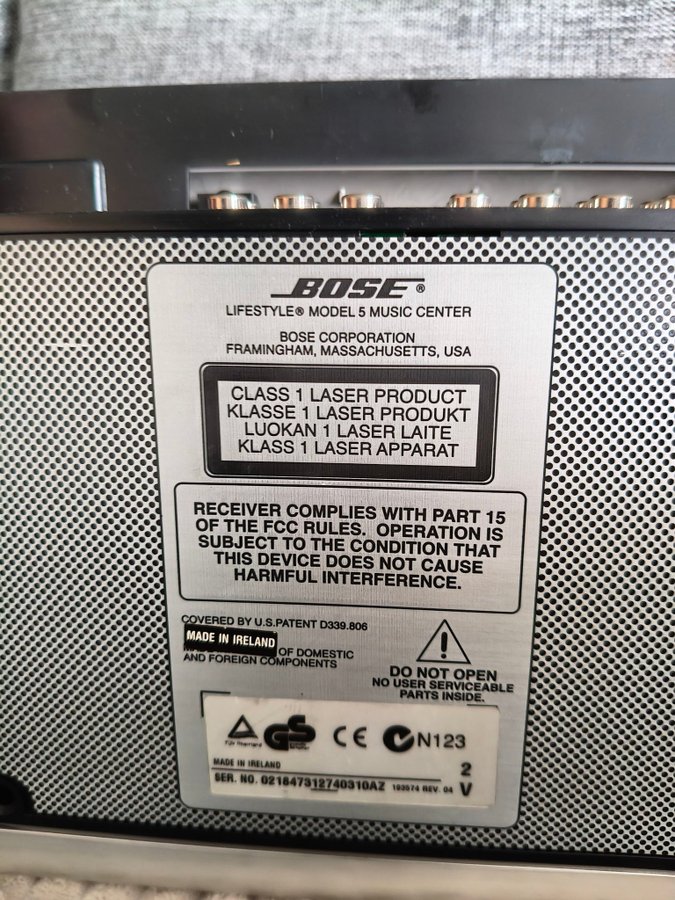 BOSE®
LIFESTYLE® MODEL 5 MUSIC CENTER
BOSE CORPORATION
FRAMINGHAM, MASSACHUSETTS, USA
CLASS 1 LASER PRODUCT
KLASSE 1 LASER PRODUKT
LUOKAN 1 LASER LAITE
KLASS 1 LASER APPARAT
RECEIVER COMPLIES WITH PART 15
OF THE FCC RULES. OPERATION IS
SUBJECT TO THE CONDITION THAT
THIS DEVICE DOES NOT CAUSE
HARMFUL INTERFERENCE.
COVERED BY U.S.PATENT D339.806
MADE IN IRELAND
OF DOMESTIC
AND FOREIGN COMPONENTS
!
DO NOT OPEN
NO USER SERVICEABLE
PARTS INSIDE.
GS CE N123
MADE IN IRELAND
2
SER. NO. 021847312740310AZ 193574 REV. 04 V